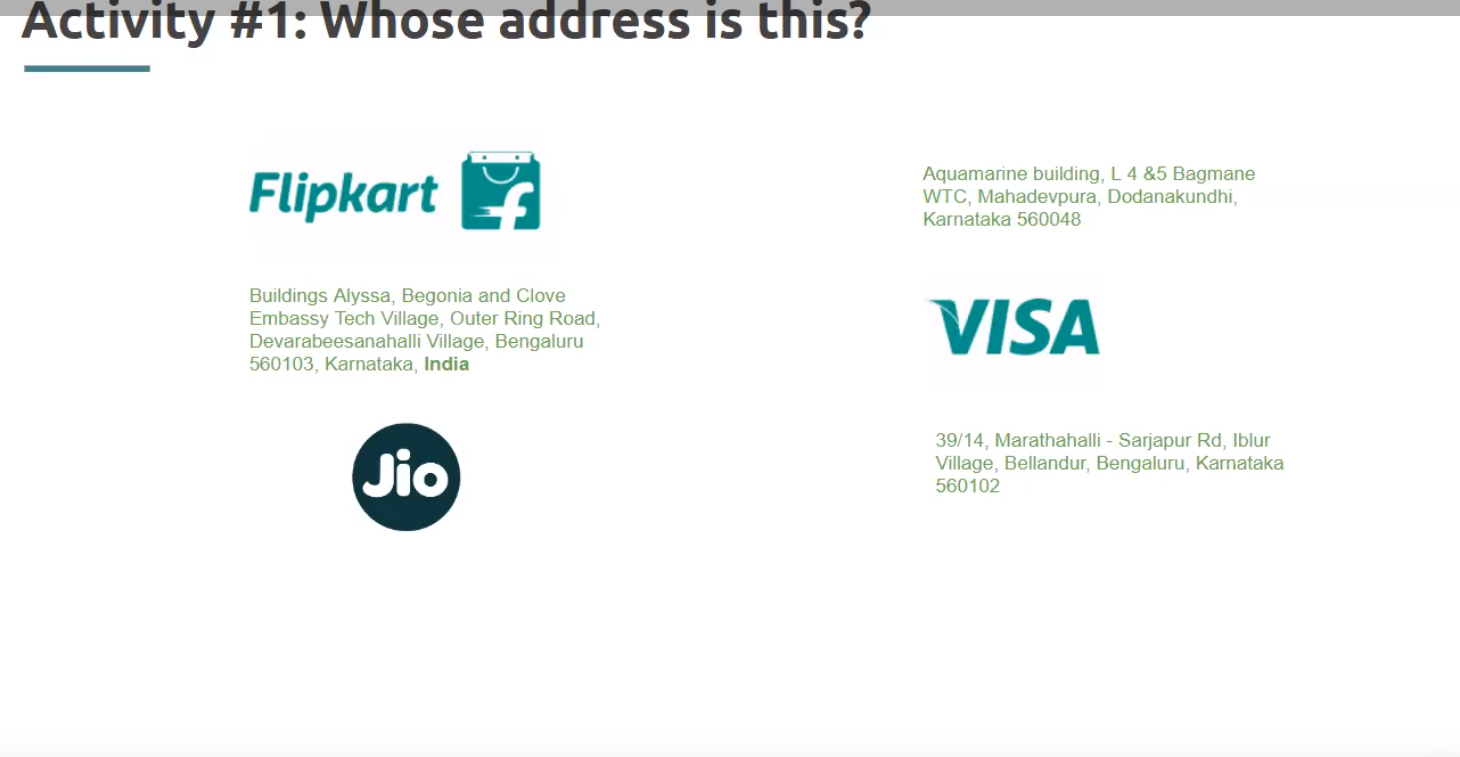 Activity #1: Whose address is this?
Flipkart
Buildings Alyssa, Begonia and Clove
Embassy Tech Village, Outer Ring Road,
Devarabeesanahalli Village, Bengaluru
560103, Karnataka, India
Jio
Aquamarine building, L 4 &5 Bagmane
WTC, Mahadevpura, Dodanakundhi,
Karnataka 560048
VISA
39/14, Marathahalli - Sarjapur Rd, Iblur
Village, Bellandur, Bengaluru, Karnataka
560102